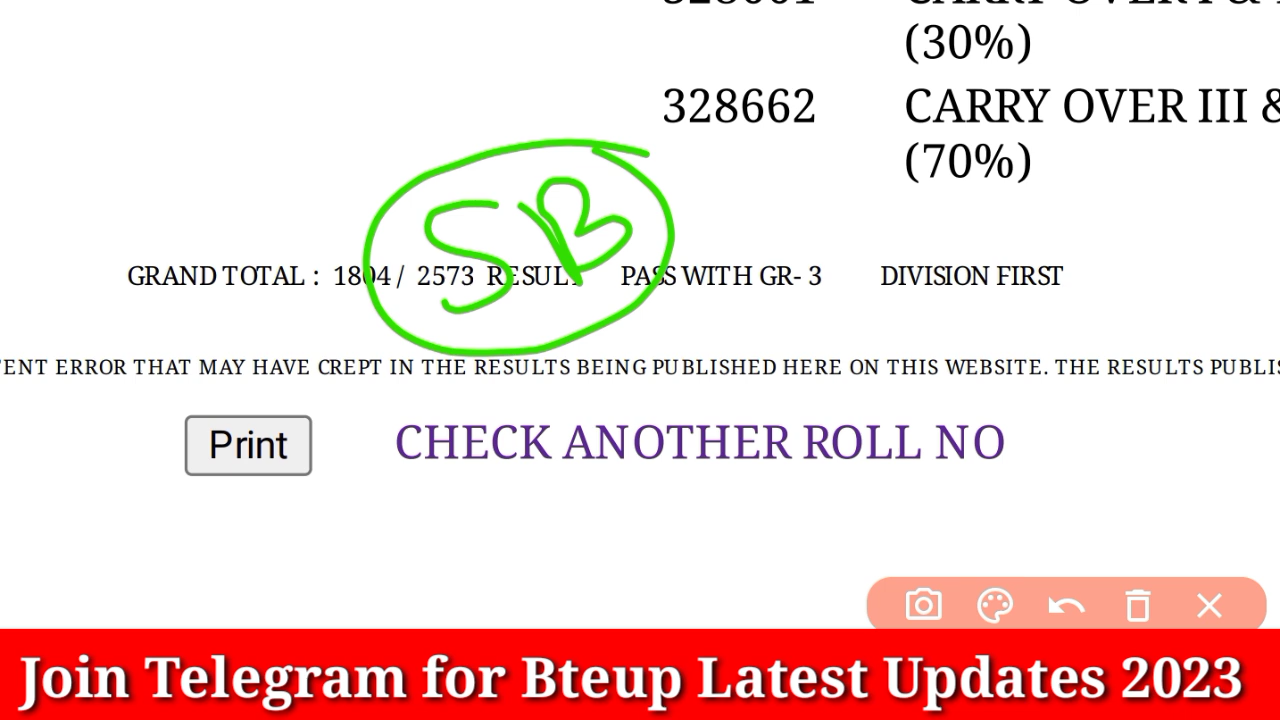 (30%)
328662 CARRY OVER III &
(70%)
SB
GRAND TOTAL : 1804 / 2573 RESULT PASS WITH GR- 3 DIVISION FIRST
ERROR THAT MAY HAVE CREPT IN THE RESULTS BEING PUBLISHED HERE ON THIS WEBSITE. THE RESULTS
Print CHECK ANOTHER ROLL NO
Join Telegram for Bteup Latest Updates 2023